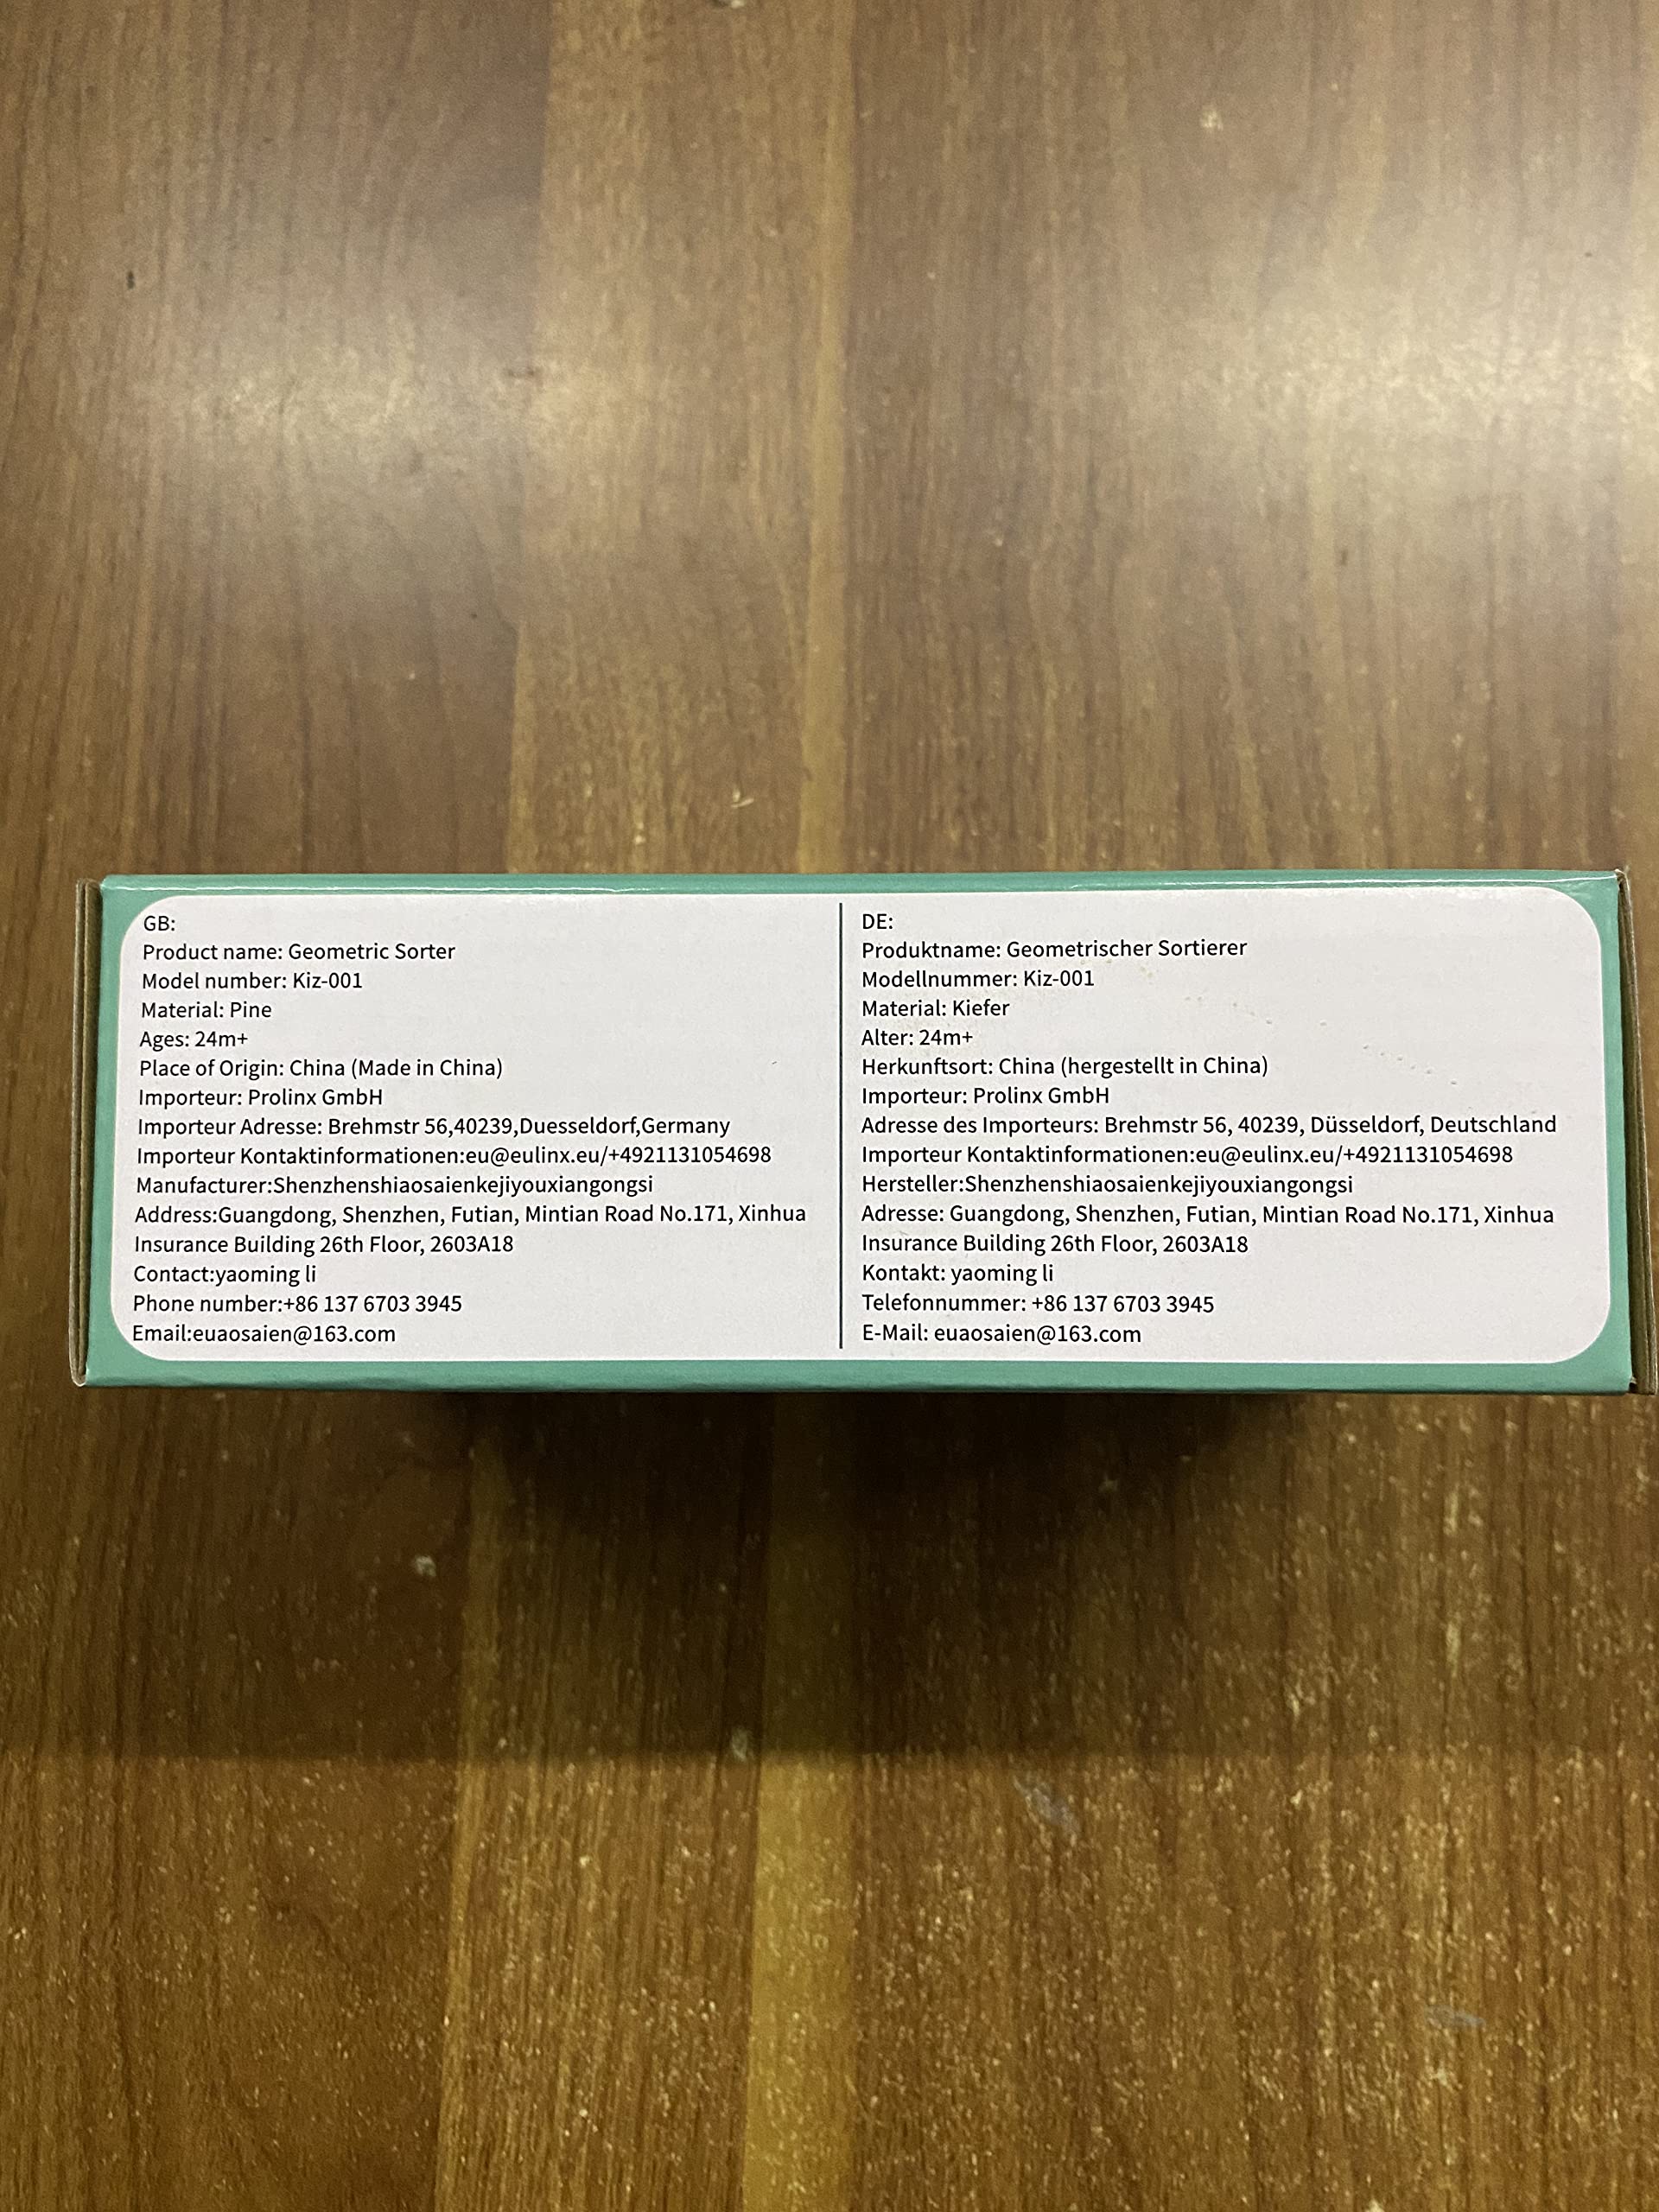 GB:
Product name: Geometric Sorter
Model number: Kiz-001
Material: Pine
Ages: 24m+
Place of Origin: China (Made in China)
Importeur: Prolinx GmbH
Importeur Adresse: Brehmstr 56,40239,Duesseldorf,Germany
Importeur Kontaktinformationen:eu@eulinx.eu/+4921131054698
Manufacturer:Shenzhenshiaosaienkejiyouxiangongsi
Address:Guangdong, Shenzhen, Futian, Mintian Road No.171, Xinhua
Insurance Building 26th Floor, 2603A18
Contact:yaoming li
Phone number:+86 137 6703 3945
Email:euaosaien@163.com
DE:
Produktname: Geometrischer Sortierer
Modellnummer: Kiz-001
Material: Kiefer
Alter: 24m+
Herkunftsort: China (hergestellt in China)
Importeur: Prolinx GmbH
Adresse des Importeurs: Brehmstr 56, 40239, Düsseldorf, Deutschland
Importeur Kontaktinformationen:eu@eulinx.eu/+4921131054698
Hersteller:Shenzhenshiaosaienkejiyouxiangongsi
Adresse: Guangdong, Shenzhen, Futian, Mintian Road No.171, Xinhua
Insurance Building 26th Floor, 2603A18
Kontakt: yaoming li
Telefonnummer: +86 137 6703 3945
E-Mail: euaosaien@163.com